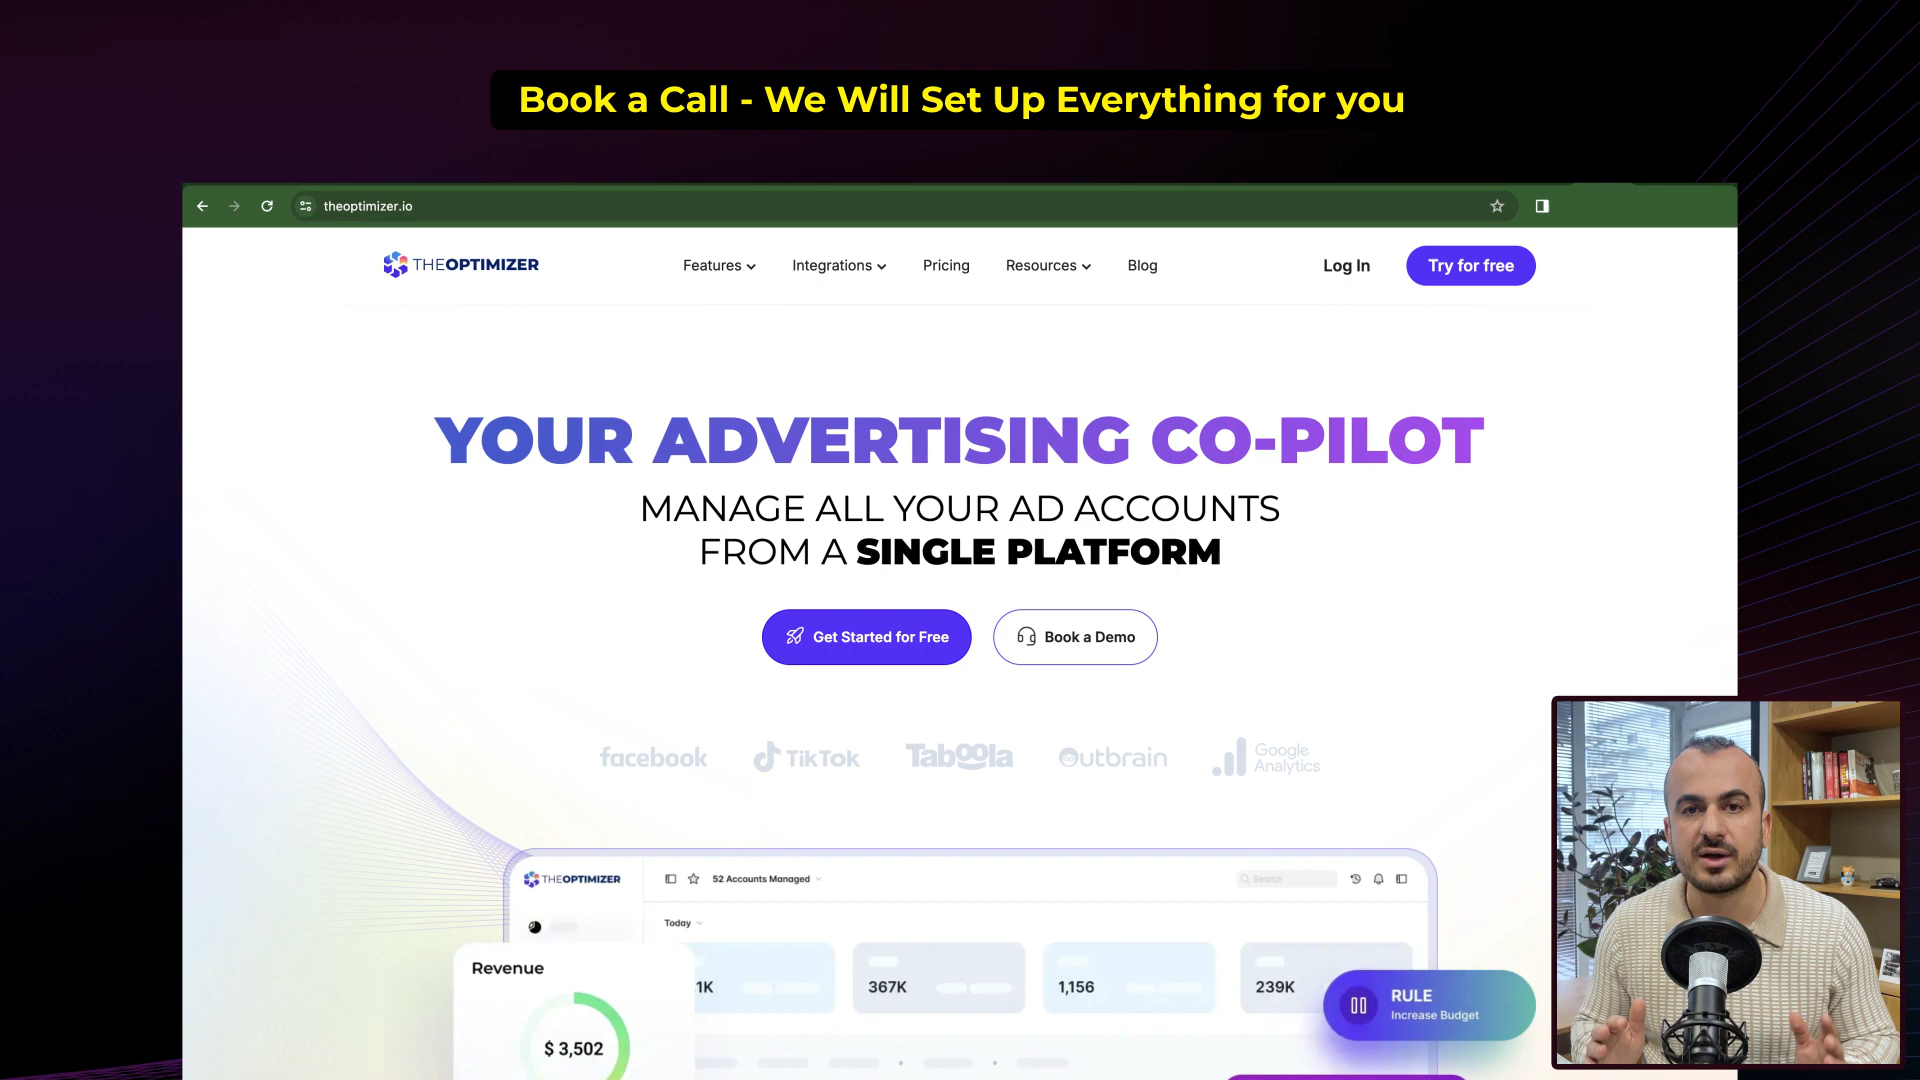 Book a Call - We Will Set Up Everything for you
theoptimizer.io
THEOPTIMIZER
Features
Integrations
Pricing
Resources
Blog
Log In
Try for free
YOUR ADVERTISING CO-PILOT
MANAGE ALL YOUR AD ACCOUNTS
FROM A SINGLE PLATFORM
Get Started for Free
Book a Demo
facebook
TikTok
Taboola
Outbrain
Google
Analytics
THEOPTIMIZER
52 Accounts Managed
Search
Today
Revenue
.1K
367K
1,156
239K
RULE
Increase Budget
$ 3,502